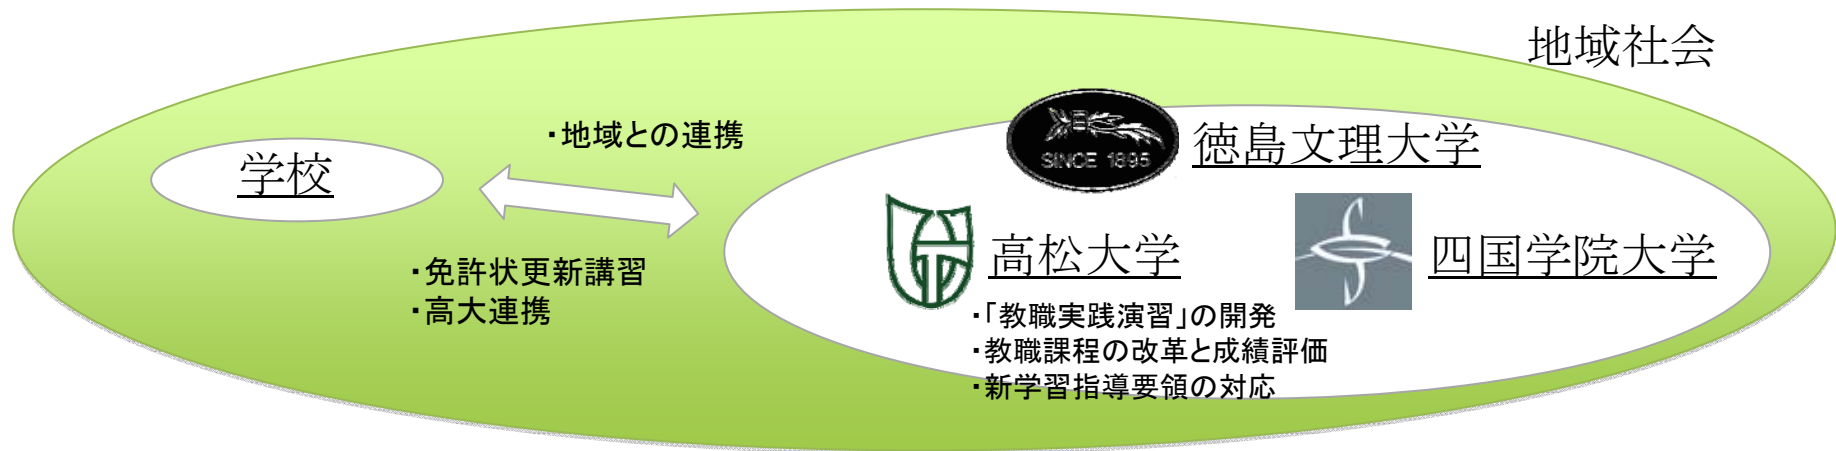 地域社会
・地域との連携
学校
・免許状更新講習
・高大連携
SINCE 1895
徳島文理大学
高松大学
四国学院大学
・「教職実践演習」の開発
・教職課程の改革と成績評価
・新学習指導要領の対応